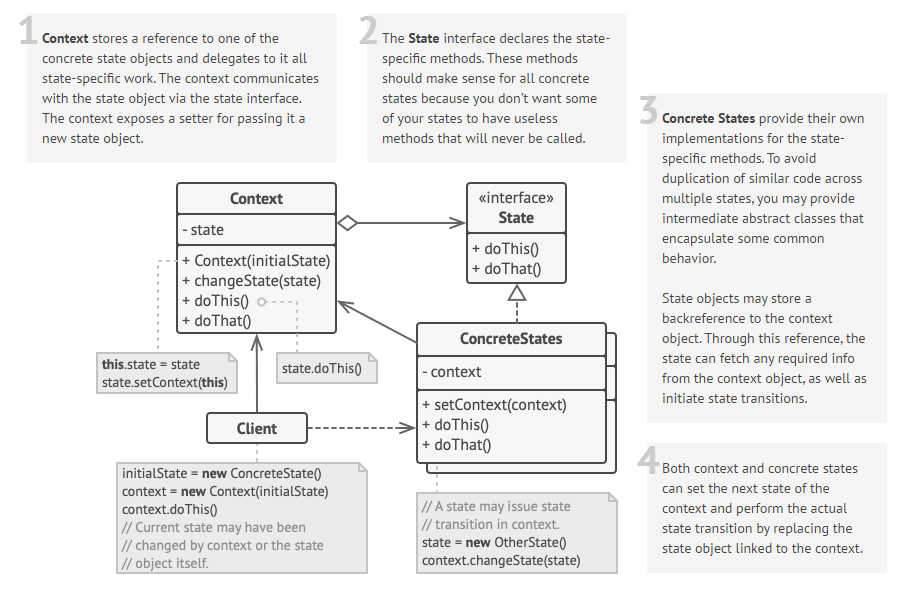 1
Context stores a reference to one of the
concrete state objects and delegates to it all
state-specific work. The context communicates
with the state object via the state interface.
The context exposes a setter for passing it a
new state object.
2
The State interface declares the state-
specific methods. These methods
should make sense for all concrete
states because you don’t want some
of your states to have useless
methods that will never be called.
3
Concrete States provide their own
implementations for the state-
specific methods. To avoid
duplication of similar code across
multiple states, you may provide
intermediate abstract classes that
encapsulate some common
behavior.
State objects may store a
backreference to the context
object. Through this reference, the
state can fetch any required info
from the context object, as well as
initiate state transitions.
Context
- state
+ Context(initialState)
+ changeState(state)
+ doThis()
+ doThat()
«interface»
State
+ doThis()
+ doThat()
this.state = state
state.setContext(this)
state.doThis()
ConcreteStates
- context
+ setContext(context)
+ doThis()
+ doThat()
Client
initialState = new ConcreteState()
context = new Context(initialState)
context.doThis()
// Current state may have been
// changed by context or the state
// object itself.
// A state may issue state
// transition in context.
state = new OtherState()
context.changeState(state)
4
Both context and concrete states
can set the next state of the
context and perform the actual
state transition by replacing the
state object linked to the context.